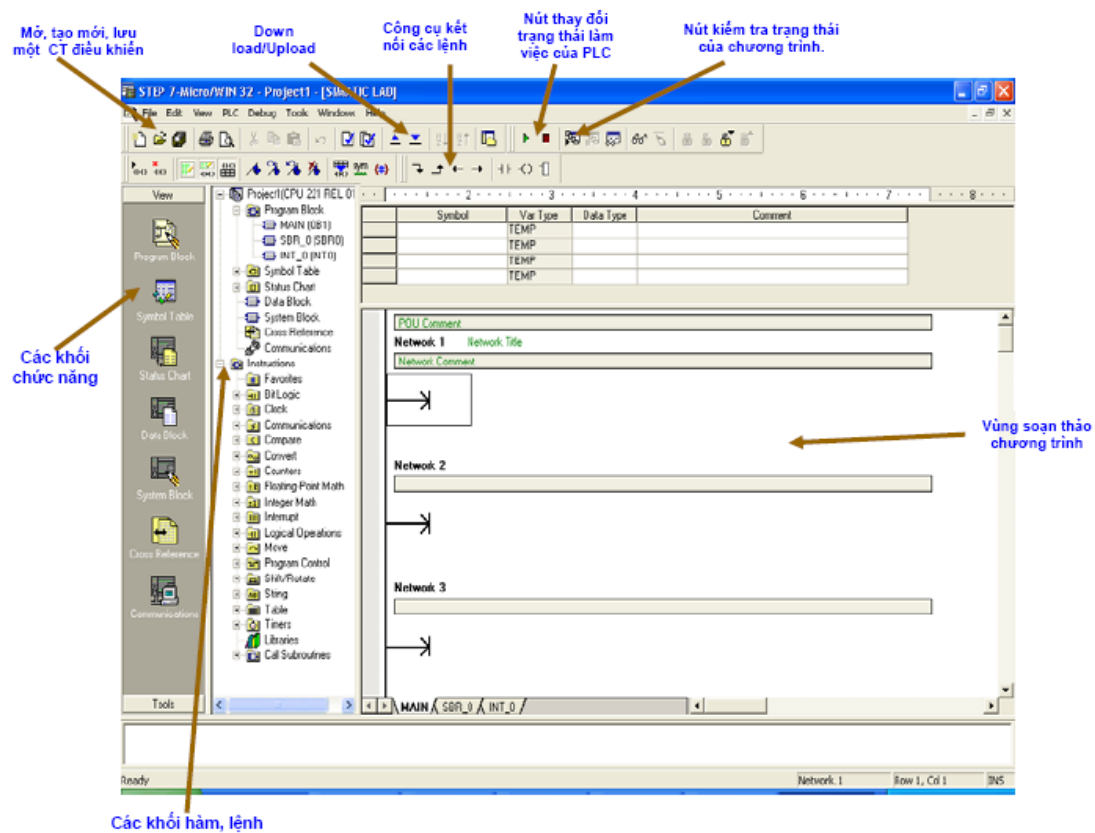 Mở, tạo mới, lưu
một CT điều khiển
Down
load/Upload
Công cụ kết
nối các lệnh
Nút thay đổi
trạng thái làm
việc của PLC
Nút kiểm tra trạng thái
của chương trình.
STEP 7-Micro/WIN 32 - Project1 - [SIMATIC LAD]
File Edit View PLC Debug Tools Windows Help
View
Program Block
Symbol Table
Status Chart
Data Block
System Block
Cross Reference
Communications
Tools
Project1(CPU 221 REL 01
Program Block
MAIN (OB1)
SBR_0 (SBR0)
INT_0 (INT0)
Symbol Table
Status Chart
Data Block
System Block
Cross Reference
Communications
Instructions
Favorites
Bit Logic
Clock
Communications
Compare
Convert
Counters
Floating-Point Math
Integer Math
Interrupt
Logical Operations
Move
Program Control
Shift/Rotate
String
Table
Timers
Libraries
Call Subroutines
2 3 4 5 6 7 8
Symbol Var Type Data Type Comment
TEMP
TEMP
TEMP
TEMP
POU Comment
Network 1 Network Title
Network Comment
Network 2
Network 3
MAIN SBR_0 INT_0
Ready Network 1 Row 1, Col 1 INS
Các khối
chức năng
Vùng soạn thảo
chương trình
Các khối hàm, lệnh